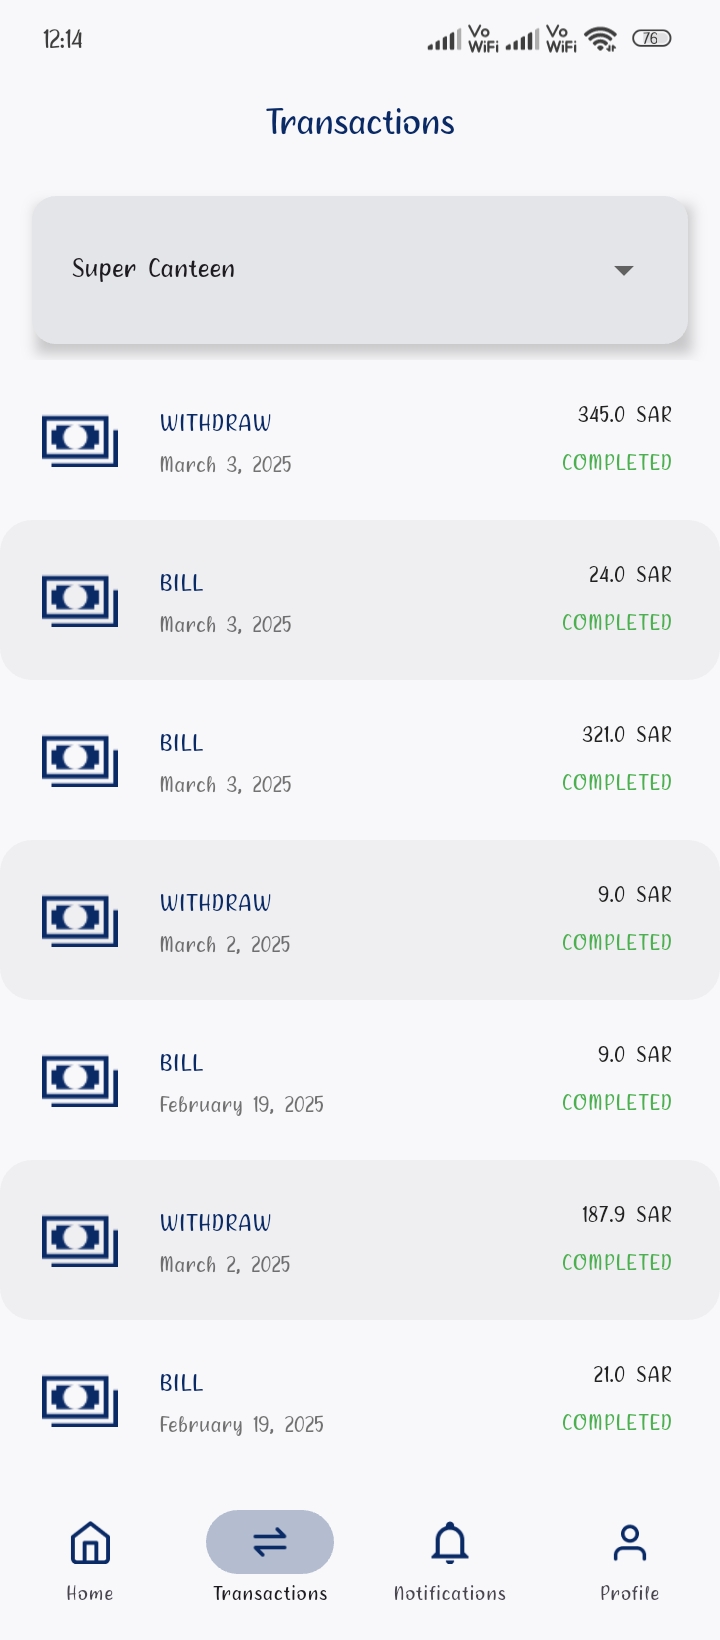 12:14 Vo WiFi Vo WiFi 76
Transactions
Super Canteen
WITHDRAW 345.0 SAR
March 3, 2025 COMPLETED
BILL 24.0 SAR
March 3, 2025 COMPLETED
BILL 321.0 SAR
March 3, 2025 COMPLETED
WITHDRAW 9.0 SAR
March 2, 2025 COMPLETED
BILL 9.0 SAR
February 19, 2025 COMPLETED
WITHDRAW 187.9 SAR
March 2, 2025 COMPLETED
BILL 21.0 SAR
February 19, 2025 COMPLETED
Home Transactions Notifications Profile